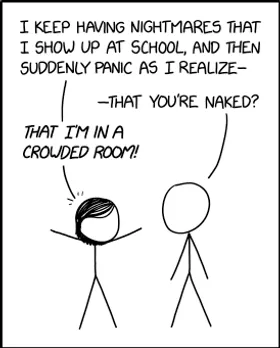 I KEEP HAVING NIGHTMARES THAT
I SHOW UP AT SCHOOL, AND THEN
SUDDENLY PANIC AS I REALIZE—
—THAT YOU'RE NAKED?
THAT I'M IN A
CROWDED ROOM!